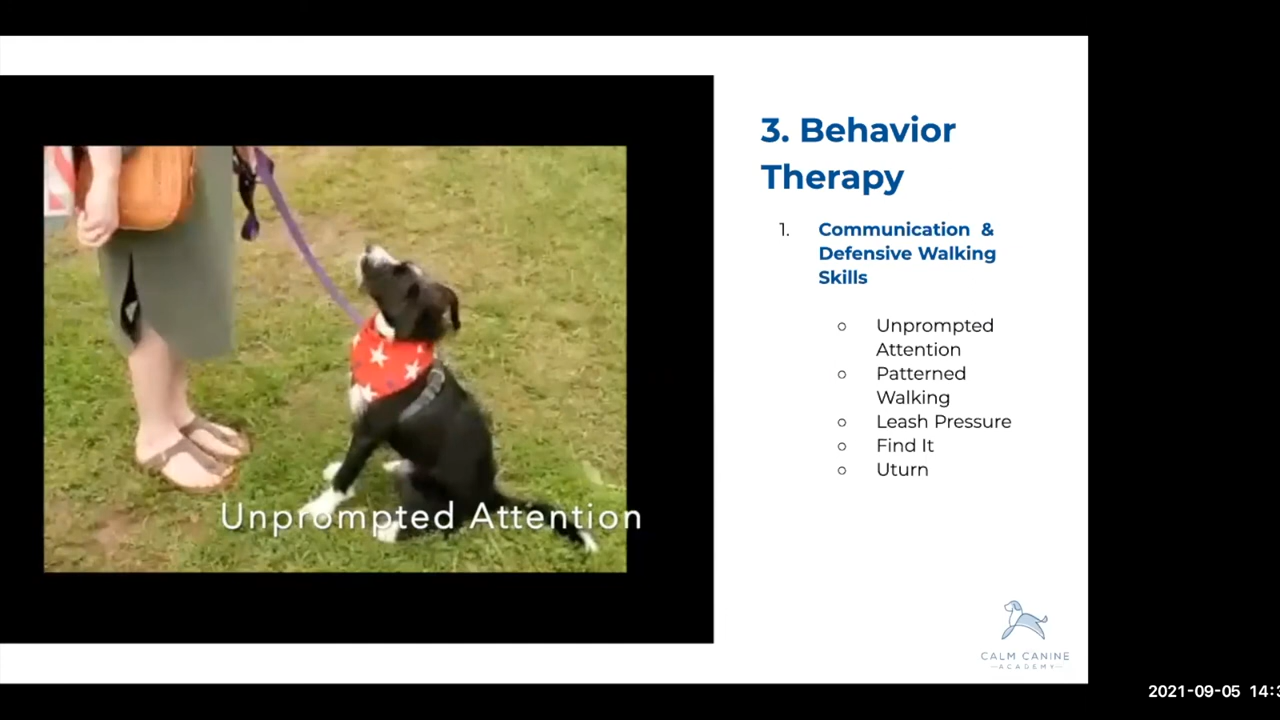 3. Behavior
Therapy
1. Communication &
Defensive Walking
Skills
○ Unprompted
Attention
○ Patterned
Walking
○ Leash Pressure
○ Find It
○ Uturn
Unprompted Attention
CALM CANINE
ACADEMY
2021-09-05 14:3